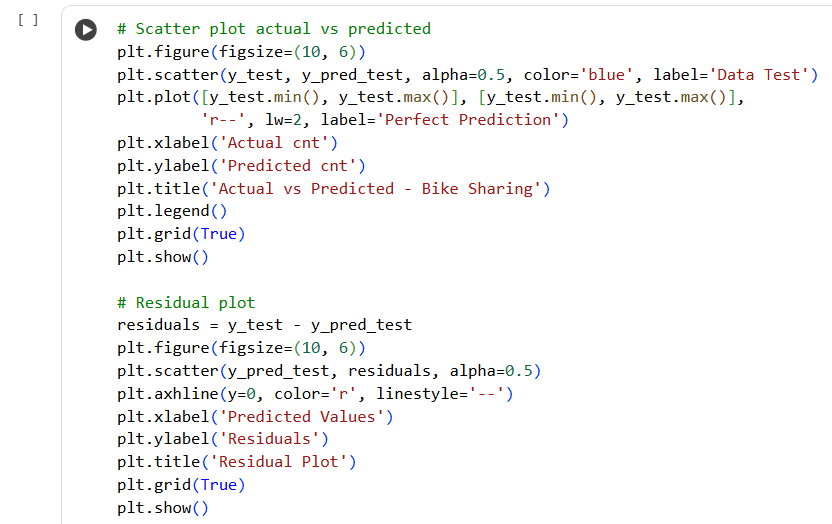 [ ]
# Scatter plot actual vs predicted
plt.figure(figsize=(10, 6))
plt.scatter(y_test, y_pred_test, alpha=0.5, color='blue', label='Data Test')
plt.plot([y_test.min(), y_test.max()], [y_test.min(), y_test.max()],
         'r--', lw=2, label='Perfect Prediction')
plt.xlabel('Actual cnt')
plt.ylabel('Predicted cnt')
plt.title('Actual vs Predicted - Bike Sharing')
plt.legend()
plt.grid(True)
plt.show()

# Residual plot
residuals = y_test - y_pred_test
plt.figure(figsize=(10, 6))
plt.scatter(y_pred_test, residuals, alpha=0.5)
plt.axhline(y=0, color='r', linestyle='--')
plt.xlabel('Predicted Values')
plt.ylabel('Residuals')
plt.title('Residual Plot')
plt.grid(True)
plt.show()